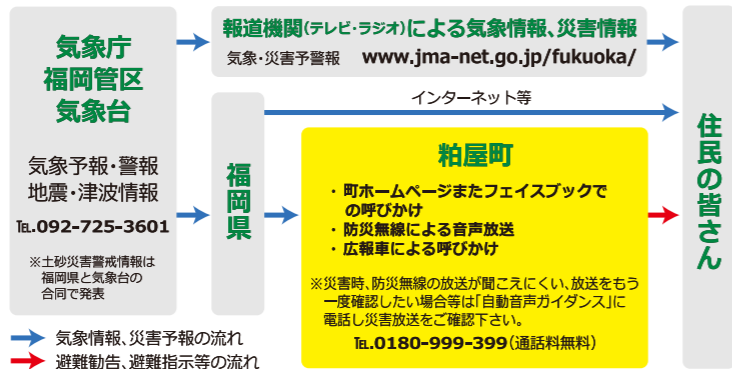 気象庁
福岡管区
気象台
気象予報・警報
地震・津波情報
℡.092-725-3601
※土砂災害警戒情報は
福岡県と気象台の
合同で発表
報道機関(テレビ・ラジオ)による気象情報、災害情報
気象・災害予警報 www.jma-net.go.jp/fukuoka/
インターネット等
福岡県
粕屋町
・町ホームページまたフェイスブックで
の呼びかけ
・防災無線による音声放送
・広報車による呼びかけ
※災害時、防災無線の放送が聞こえにくい、放送をもう
一度確認したい場合等は「自動音声ガイダンス」に
電話し災害放送をご確認下さい。
℡.0180-999-399(通話料無料)
住民の皆さん
気象情報、災害予報の流れ
避難勧告、避難指示等の流れ